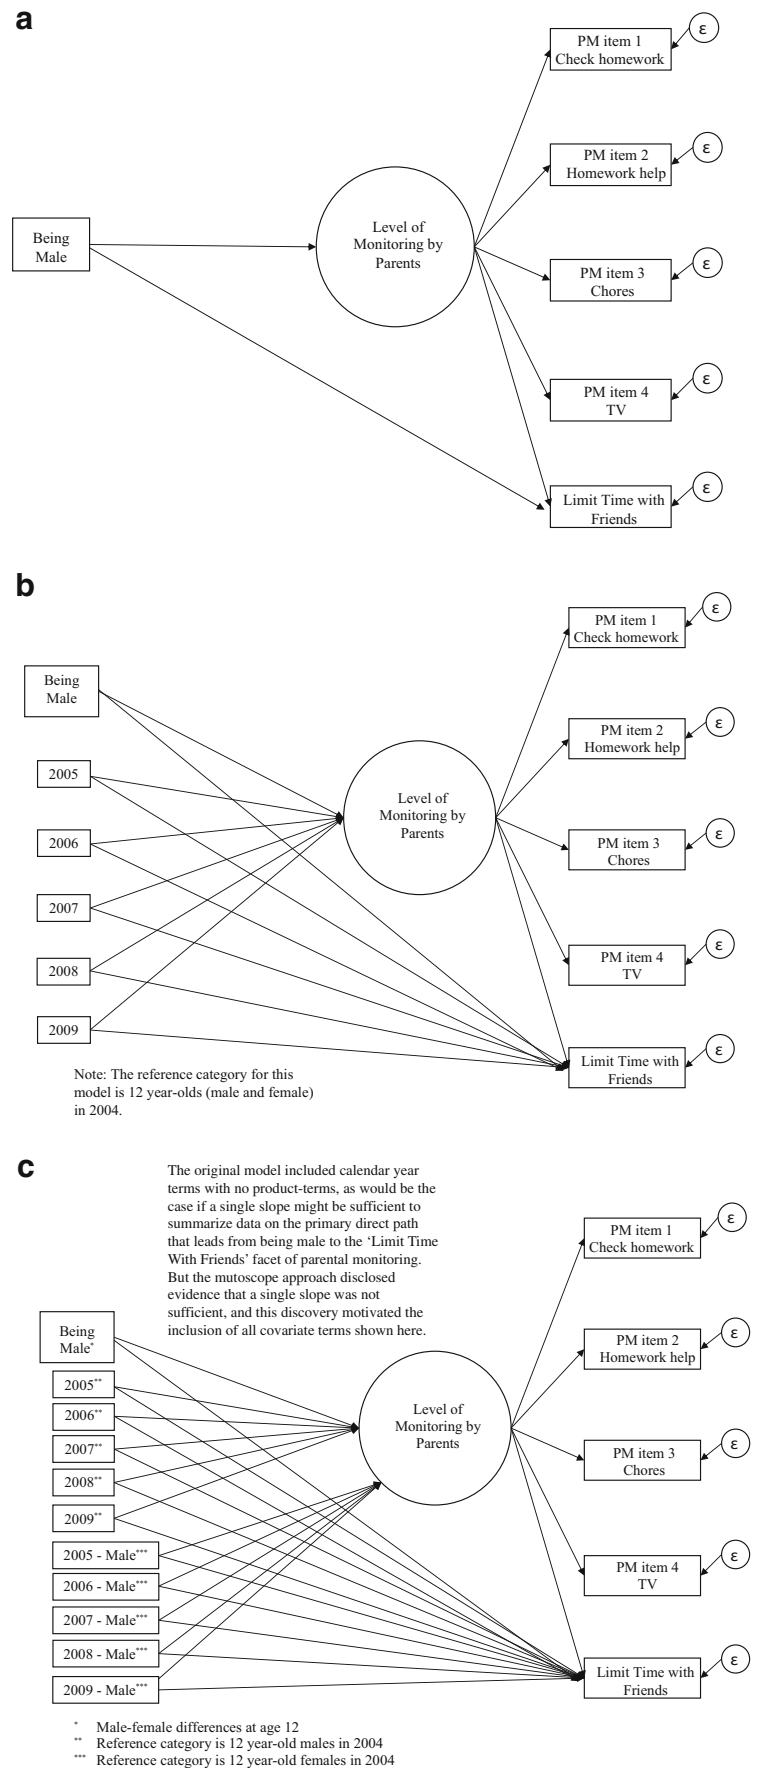 a
PM item 1
Check homework
ε
PM item 2
Homework help
ε
Being
Male
Level of
Monitoring by
Parents
PM item 3
Chores
ε
PM item 4
TV
ε
Limit Time with
Friends
ε
b
PM item 1
Check homework
ε
Being
Male
PM item 2
Homework help
ε
2005
Level of
Monitoring by
Parents
2006
PM item 3
Chores
ε
2007
2008
PM item 4
TV
ε
2009
Limit Time with
Friends
ε
Note: The reference category for this
model is 12 year-olds (male and female)
in 2004.
c
The original model included calendar year
terms with no product-terms, as would be the
case if a single slope might be sufficient to
summarize data on the primary direct path
that leads from being male to the ‘Limit Time
With Friends’ facet of parental monitoring.
But the mutoscope approach disclosed
evidence that a single slope was not
sufficient, and this discovery motivated the
inclusion of all covariate terms shown here.
PM item 1
Check homework
ε
Being
Male*
PM item 2
Homework help
ε
2005**
2006**
2007**
2008**
2009**
Level of
Monitoring by
Parents
PM item 3
Chores
ε
2005 - Male***
2006 - Male***
2007 - Male***
2008 - Male***
2009 - Male***
PM item 4
TV
ε
Limit Time with
Friends
ε
* Male-female differences at age 12
** Reference category is 12 year-old males in 2004
*** Reference category is 12 year-old females in 2004